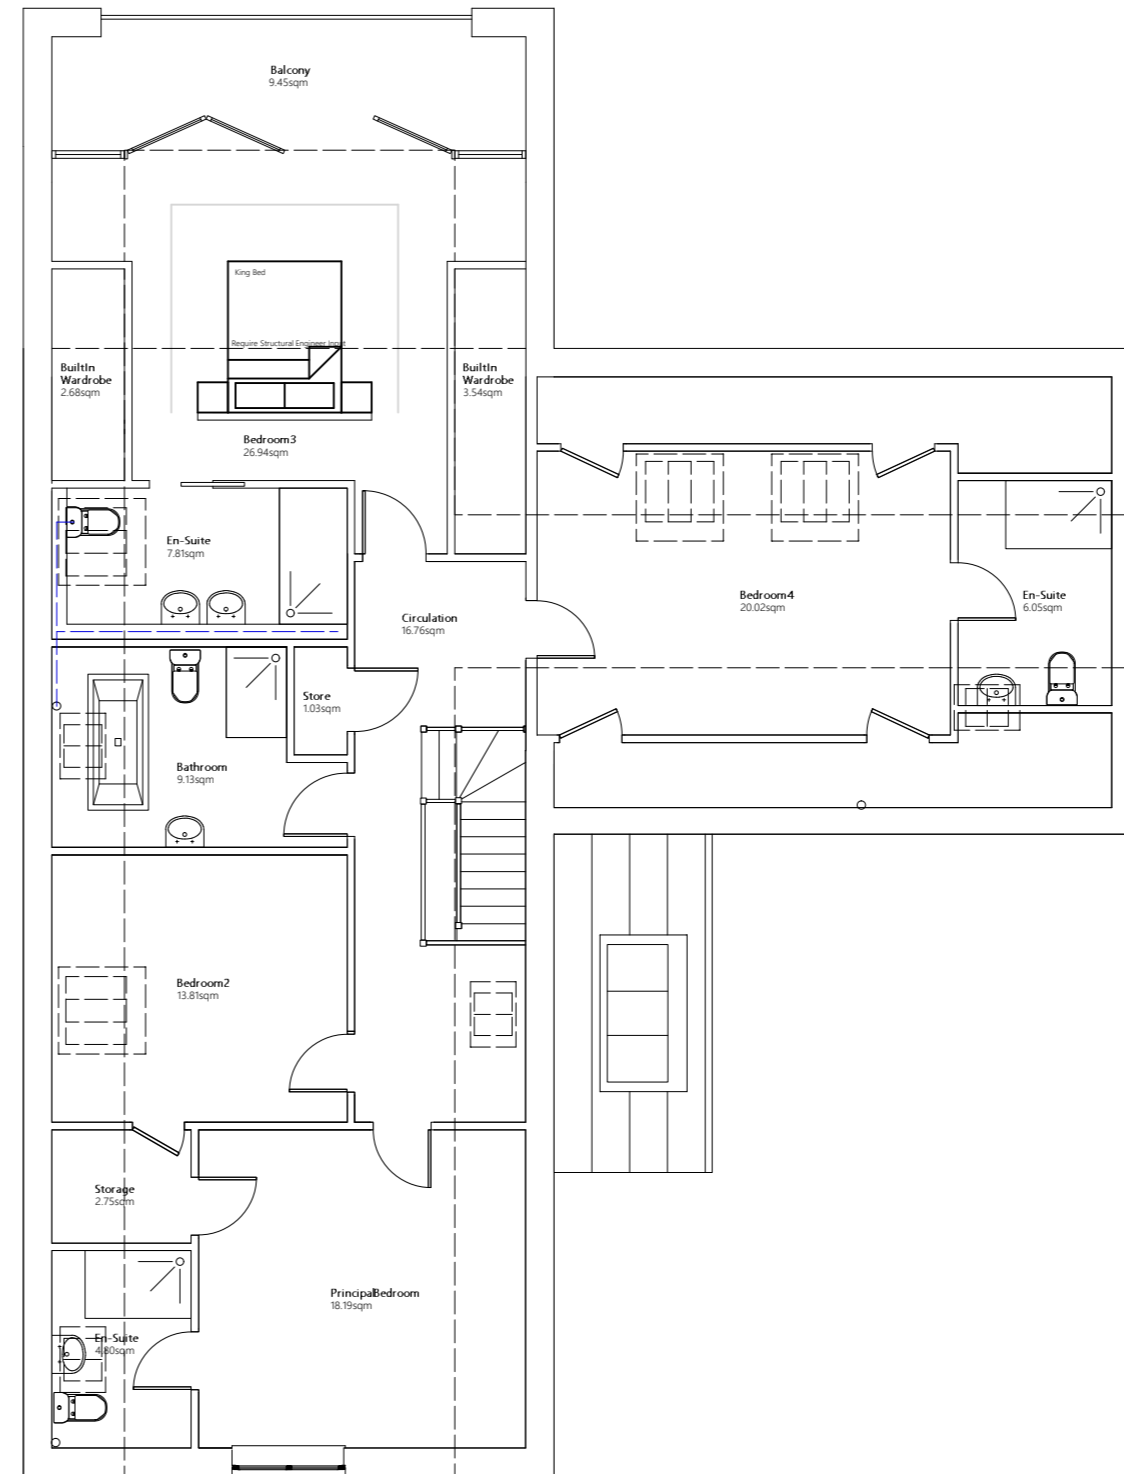 Balcony
9.45sqm
King Bed
Require Structural Engineer Input
BuiltIn
Wardrobe
2.68sqm
BuiltIn
Wardrobe
3.54sqm
Bedroom3
26.94sqm
En-Suite
7.81sqm
Circulation
16.76sqm
Bedroom4
20.02sqm
En-Suite
6.05sqm
Store
1.03sqm
Bathroom
9.13sqm
Bedroom2
13.81sqm
Storage
2.75sqm
PrincipalBedroom
18.19sqm
En-Suite
4.80sqm